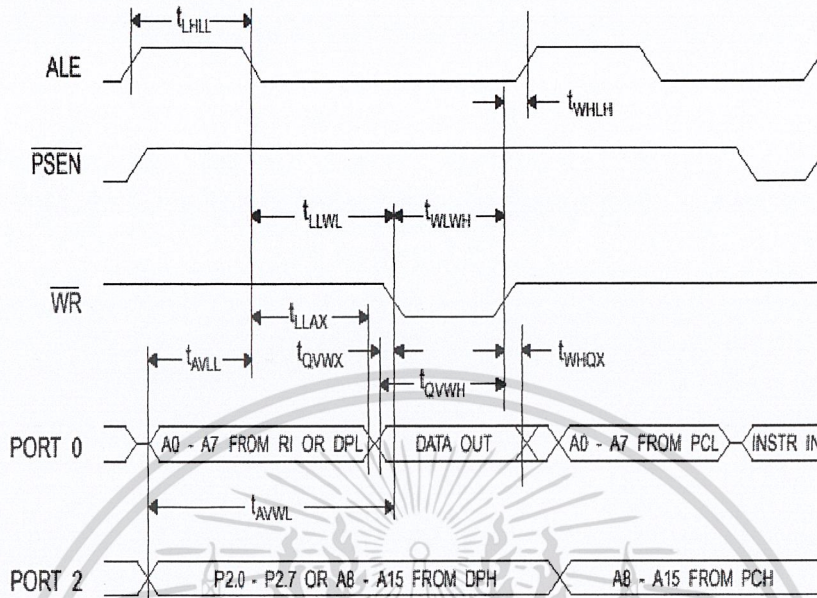 tLHLL
ALE
tWHLH
PSEN
tLLWL
tWLWH
WR
tLLAX
tAVLL
tQVWX
tWHQX
tQVWH
PORT 0
A0 - A7 FROM RI OR DPL
DATA OUT
A0 - A7 FROM PCL
INSTR IN
tAVWL
PORT 2
P2.0 - P2.7 OR A8 - A15 FROM DPH
A8 - A15 FROM PCH